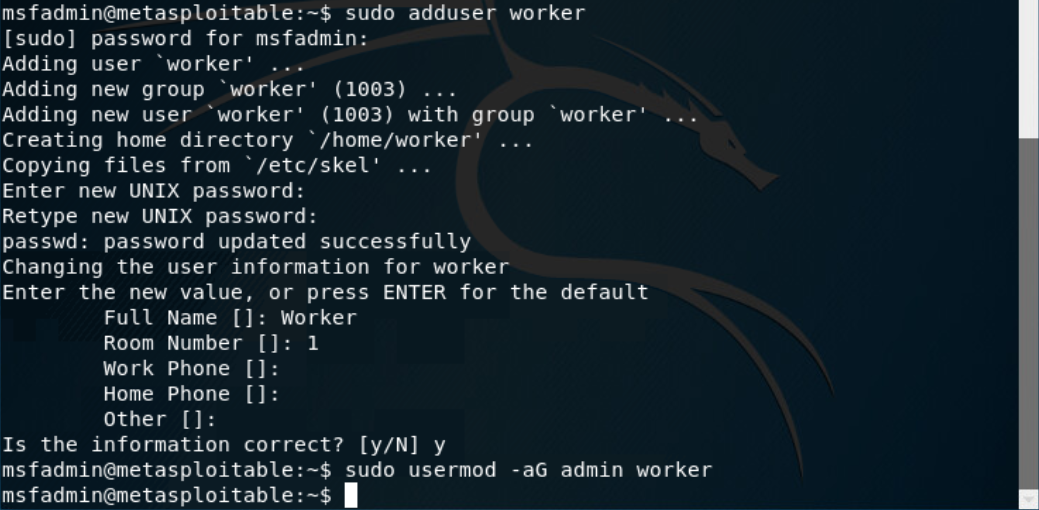 msfadmin@metasploitable:~$ sudo adduser worker
[sudo] password for msfadmin:
Adding user `worker' ...
Adding new group `worker' (1003) ...
Adding new user `worker' (1003) with group `worker' ...
Creating home directory `/home/worker' ...
Copying files from `/etc/skel' ...
Enter new UNIX password:
Retype new UNIX password:
passwd: password updated successfully
Changing the user information for worker
Enter the new value, or press ENTER for the default
        Full Name []: Worker
        Room Number []: 1
        Work Phone []:
        Home Phone []:
        Other []:
Is the information correct? [y/N] y
msfadmin@metasploitable:~$ sudo usermod -aG admin worker
msfadmin@metasploitable:~$